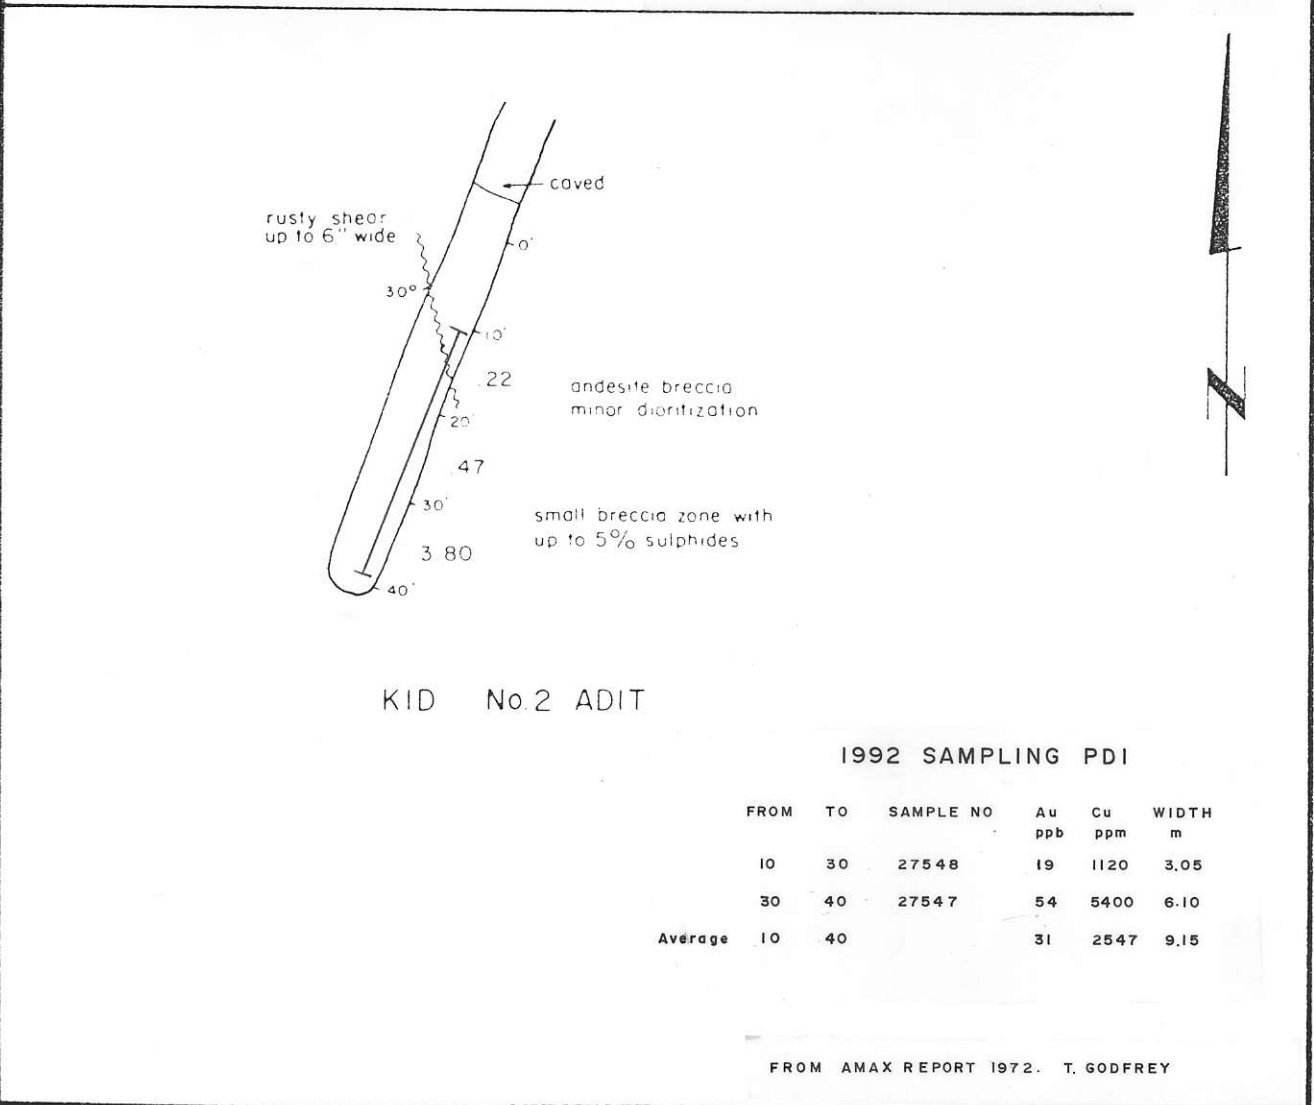 caved
rusty shear
up to 6" wide
0'
30°
10'
.22
andesite breccia
minor dioritization
20'
.47
30'
small breccia zone with
up to 5% sulphides
3.80
40'
N
KID No.2 ADIT
1992 SAMPLING PDI
FROM TO SAMPLE NO Au Cu WIDTH
ppb ppm m
10 30 27548 19 1120 3.05
30 40 27547 54 5400 6.10
Average 10 40 31 2547 9.15
FROM AMAX REPORT 1972. T. GODFREY